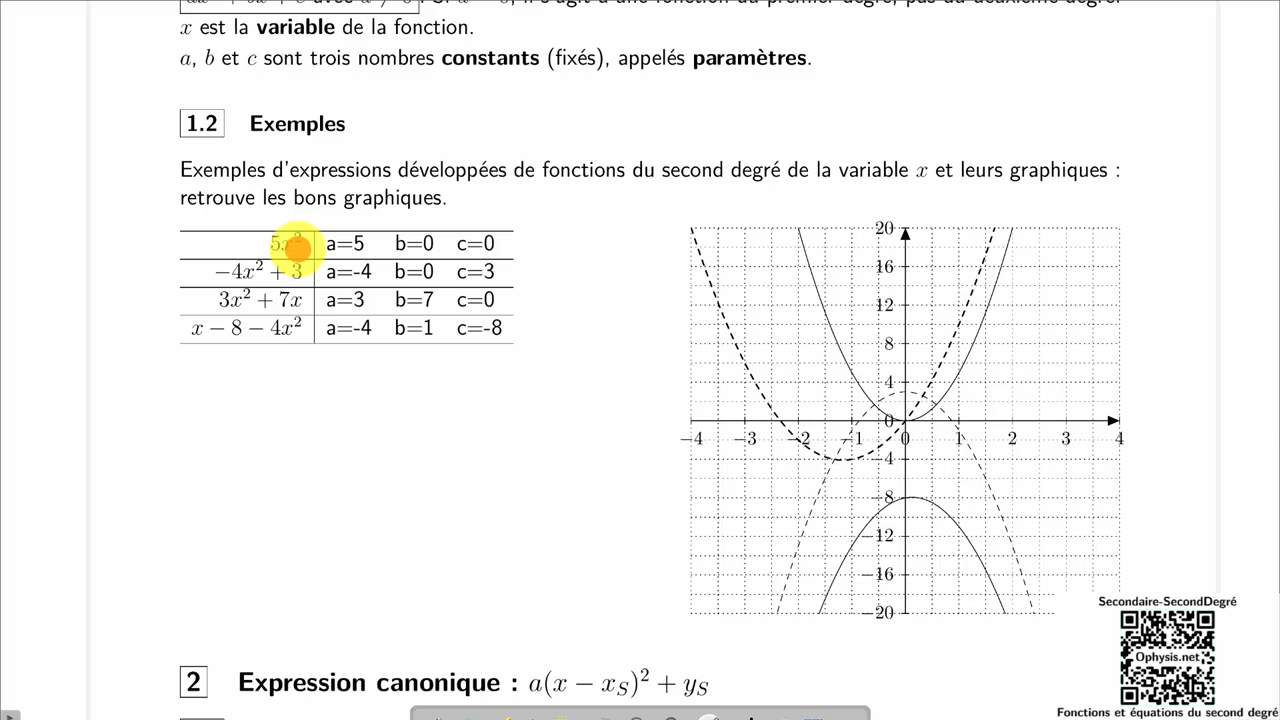 x est la variable de la fonction.
a, b et c sont trois nombres constants (fixés), appelés paramètres.
1.2 Exemples
Exemples d'expressions développées de fonctions du second degré de la variable x et leurs graphiques :
retrouve les bons graphiques.
5x² a=5 b=0 c=0
−4x² + 3 a=-4 b=0 c=3
3x² + 7x a=3 b=7 c=0
x − 8 − 4x² a=-4 b=1 c=-8
20
16
12
8
4
0
−4 −3 −2 −1 0 1 2 3 4
−4
−8
−12
−16
−20
Secondaire-SecondDegré
Ophysis.net
Fonctions et équations du second degré
2 Expression canonique : a(x − x_S)² + y_S